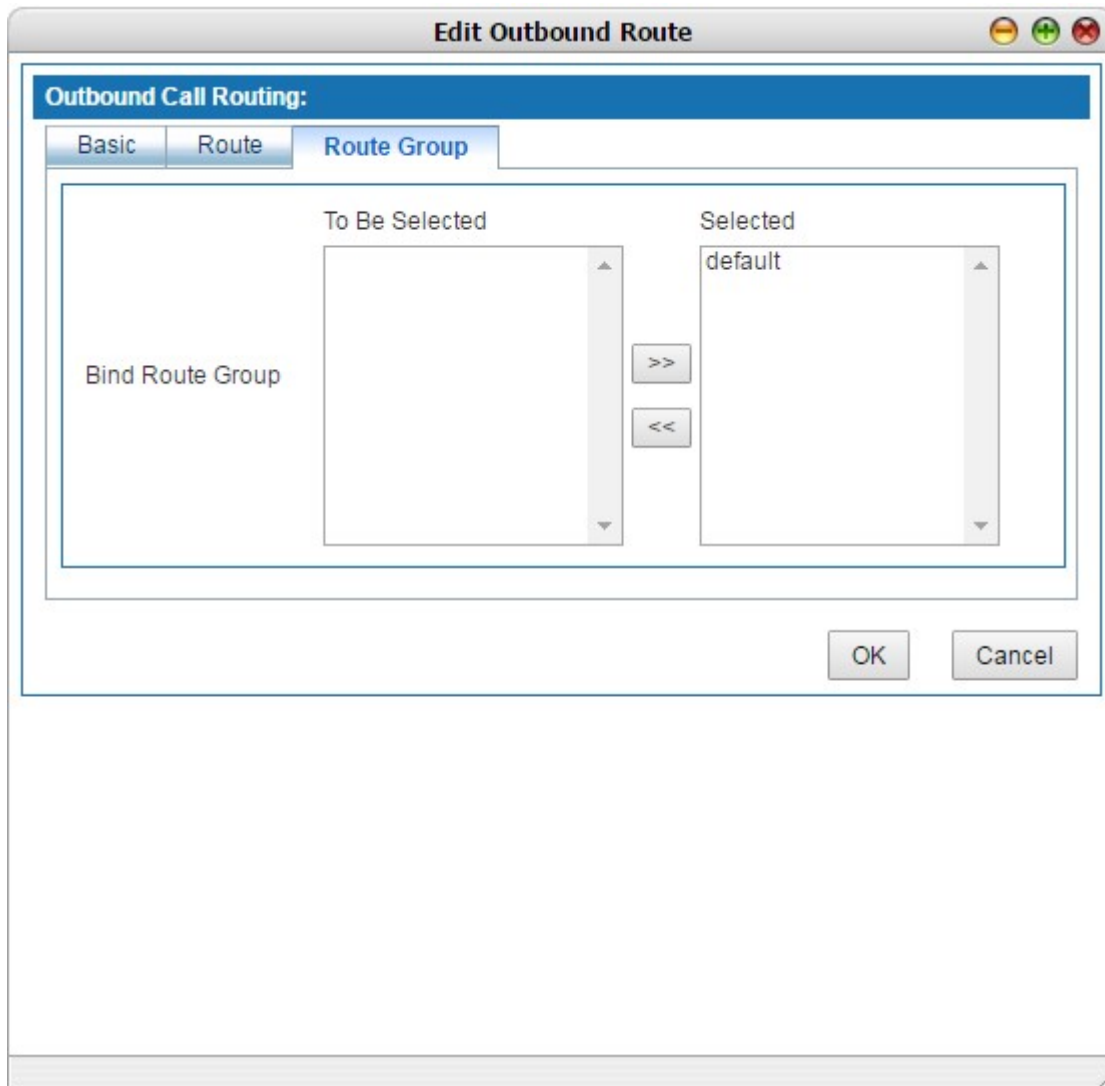 Edit Outbound Route
Outbound Call Routing:
Basic Route Route Group
To Be Selected Selected
default
Bind Route Group
>>
<<
OK Cancel